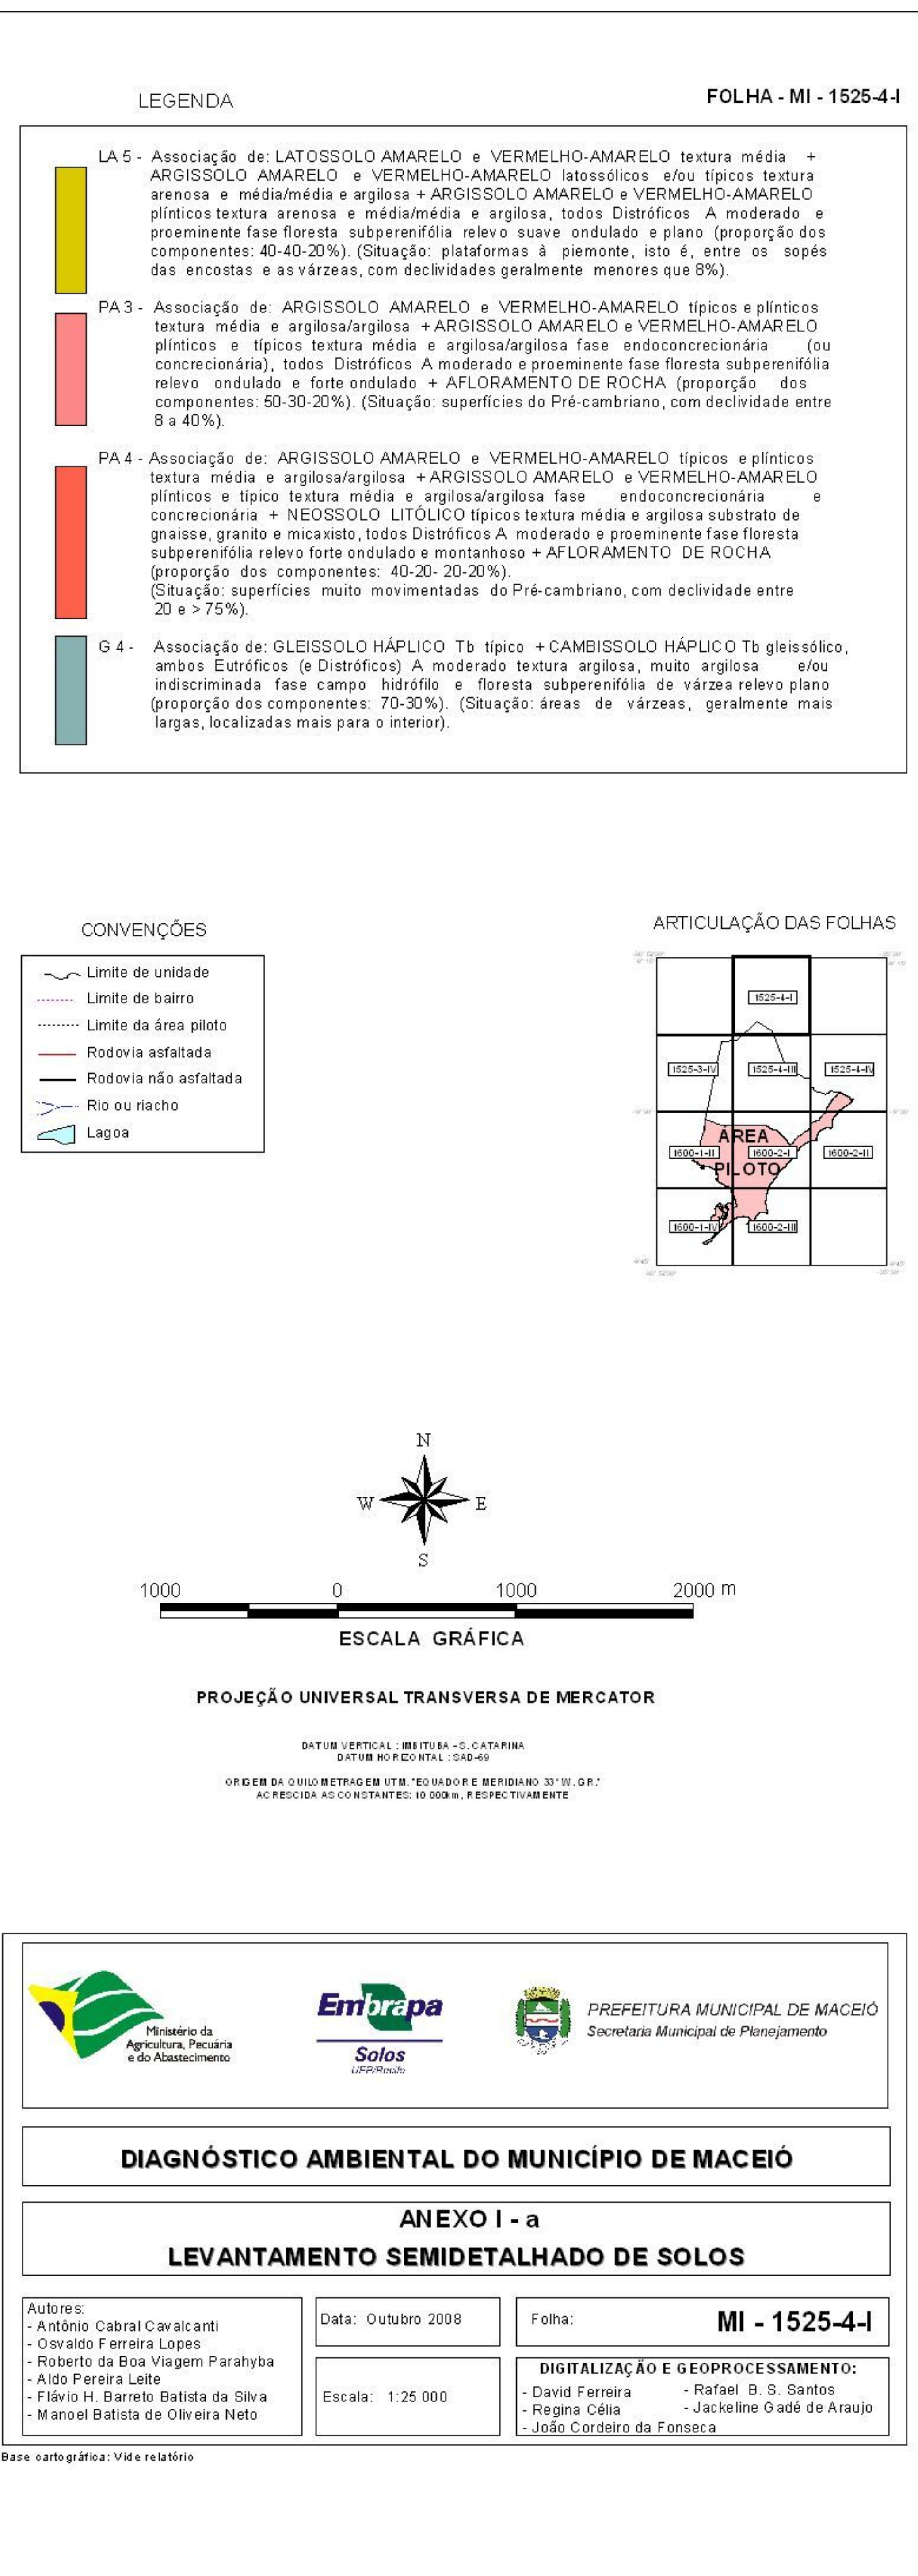 LEGENDA
FOLHA - MI - 1525-4-I
LA 5 - Associação de: LATOSSOLO AMARELO e VERMELHO-AMARELO textura média +
ARGISSOLO AMARELO e VERMELHO-AMARELO latossólicos e/ou típicos textura
arenosa e média/média e argilosa + ARGISSOLO AMARELO e VERMELHO-AMARELO
plínticos textura arenosa e média/média e argilosa, todos Distróficos A moderado e
proeminente fase floresta subperenifólia relevo suave ondulado e plano (proporção dos
componentes: 40-40-20%). (Situação: plataformas à piemonte, isto é, entre os sopés
das encostas e as várzeas, com declividades geralmente menores que 8%).
PA 3 - Associação de: ARGISSOLO AMARELO e VERMELHO-AMARELO típicos e plínticos
textura média e argilosa/argilosa + ARGISSOLO AMARELO e VERMELHO-AMARELO
plínticos e típicos textura média e argilosa/argilosa fase endoconcrecionária (ou
concrecionária), todos Distróficos A moderado e proeminente fase floresta subperenifólia
relevo ondulado e forte ondulado + AFLORAMENTO DE ROCHA (proporção dos
componentes: 50-30-20%). (Situação: superfícies do Pré-cambriano, com declividade entre
8 a 40%).
PA 4 - Associação de: ARGISSOLO AMARELO e VERMELHO-AMARELO típicos e plínticos
textura média e argilosa/argilosa + ARGISSOLO AMARELO e VERMELHO-AMARELO
plínticos e típico textura média e argilosa/argilosa fase endoconcrecionária e
concrecionária + NEOSSOLO LITÓLICO típicos textura média e argilosa substrato de
gnaisse, granito e micaxisto, todos Distróficos A moderado e proeminente fase floresta
subperenifólia relevo forte ondulado e montanhoso + AFLORAMENTO DE ROCHA
(proporção dos componentes: 40-20- 20-20%).
(Situação: superfícies muito movimentadas do Pré-cambriano, com declividade entre
20 e > 75%).
G 4 - Associação de: GLEISSOLO HÁPLICO Tb típico + CAMBISSOLO HÁPLICO Tb gleissólico,
ambos Eutróficos (e Distróficos) A moderado textura argilosa, muito argilosa e/ou
indiscriminada fase campo hidrófilo e floresta subperenifólia de várzea relevo plano
(proporção dos componentes: 70-30%). (Situação: áreas de várzeas, geralmente mais
largas, localizadas mais para o interior).
CONVENÇÕES
Limite de unidade
Limite de bairro
Limite da área piloto
Rodovia asfaltada
Rodovia não asfaltada
Rio ou riacho
Lagoa
ARTICULAÇÃO DAS FOLHAS
1525-4-I
1525-3-IV 1525-4-III 1525-4-IV
ÁREA
1600-1-II 1600-2-I 1600-2-II
PILOTO
1600-1-IV 1600-2-III
N
W E
S
1000 0 1000 2000 m
ESCALA GRÁFICA
PROJEÇÃO UNIVERSAL TRANSVERSA DE MERCATOR
DATUM VERTICAL : IMBITUBA - S. CATARINA
DATUM HORIZONTAL : SAD-69
ORIGEM DA QUILOMETRAGEM UTM. "EQUADOR E MERIDIANO 33° W. GR."
ACRESCIDA AS CONSTANTES: 10 000km, RESPECTIVAMENTE
Ministério da
Agricultura, Pecuária
e do Abastecimento
Embrapa
Solos
UEP/Recife
PREFEITURA MUNICIPAL DE MACEIÓ
Secretaria Municipal de Planejamento
DIAGNÓSTICO AMBIENTAL DO MUNICÍPIO DE MACEIÓ
ANEXO I - a
LEVANTAMENTO SEMIDETALHADO DE SOLOS
Autores:
- Antônio Cabral Cavalcanti
- Osvaldo Ferreira Lopes
- Roberto da Boa Viagem Parahyba
- Aldo Pereira Leite
- Flávio H. Barreto Batista da Silva
- Manoel Batista de Oliveira Neto
Data: Outubro 2008
Escala: 1:25 000
Folha: MI - 1525-4-I
DIGITALIZAÇÃO E GEOPROCESSAMENTO:
- David Ferreira - Rafael B. S. Santos
- Regina Célia - Jackeline Gadé de Araujo
- João Cordeiro da Fonseca
Base cartográfica: Vide relatório